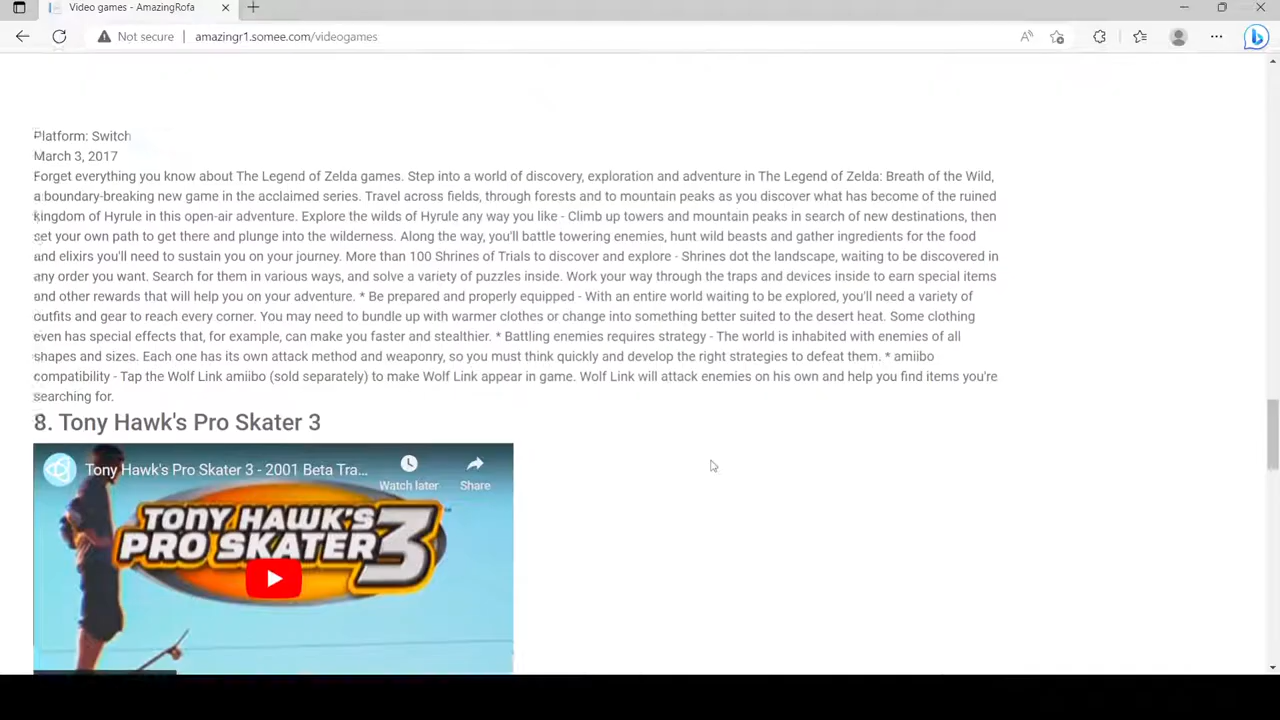 Video games - AmazingRofa
Not secure
amazingr1.somee.com/videogames
Platform: Switch
March 3, 2017
Forget everything you know about The Legend of Zelda games. Step into a world of discovery, exploration and adventure in The Legend of Zelda: Breath of the Wild,
a boundary-breaking new game in the acclaimed series. Travel across fields, through forests and to mountain peaks as you discover what has become of the ruined
kingdom of Hyrule in this open-air adventure. Explore the wilds of Hyrule any way you like - Climb up towers and mountain peaks in search of new destinations, then
set your own path to get there and plunge into the wilderness. Along the way, you'll battle towering enemies, hunt wild beasts and gather ingredients for the food
and elixirs you'll need to sustain you on your journey. More than 100 Shrines of Trials to discover and explore - Shrines dot the landscape, waiting to be discovered in
any order you want. Search for them in various ways, and solve a variety of puzzles inside. Work your way through the traps and devices inside to earn special items
and other rewards that will help you on your adventure. * Be prepared and properly equipped - With an entire world waiting to be explored, you'll need a variety of
outfits and gear to reach every corner. You may need to bundle up with warmer clothes or change into something better suited to the desert heat. Some clothing
even has special effects that, for example, can make you faster and stealthier. * Battling enemies requires strategy - The world is inhabited with enemies of all
shapes and sizes. Each one has its own attack method and weaponry, so you must think quickly and develop the right strategies to defeat them. * amiibo
compatibility - Tap the Wolf Link amiibo (sold separately) to make Wolf Link appear in game. Wolf Link will attack enemies on his own and help you find items you're
searching for.
8. Tony Hawk's Pro Skater 3
Tony Hawk's Pro Skater 3 - 2001 Beta Tra...
Watch later
Share
TONY HAWK'S
PRO SKATER 3